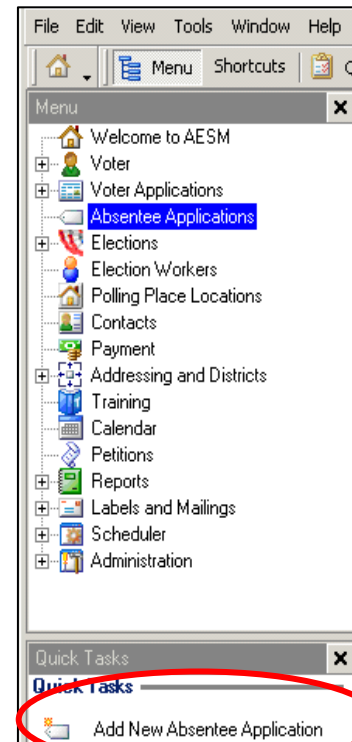 File Edit View Tools Window Help
Menu Shortcuts
Menu
Welcome to AESM
Voter
Voter Applications
Absentee Applications
Elections
Election Workers
Polling Place Locations
Contacts
Payment
Addressing and Districts
Training
Calendar
Petitions
Reports
Labels and Mailings
Scheduler
Administration
Quick Tasks
Quick Tasks
Add New Absentee Application